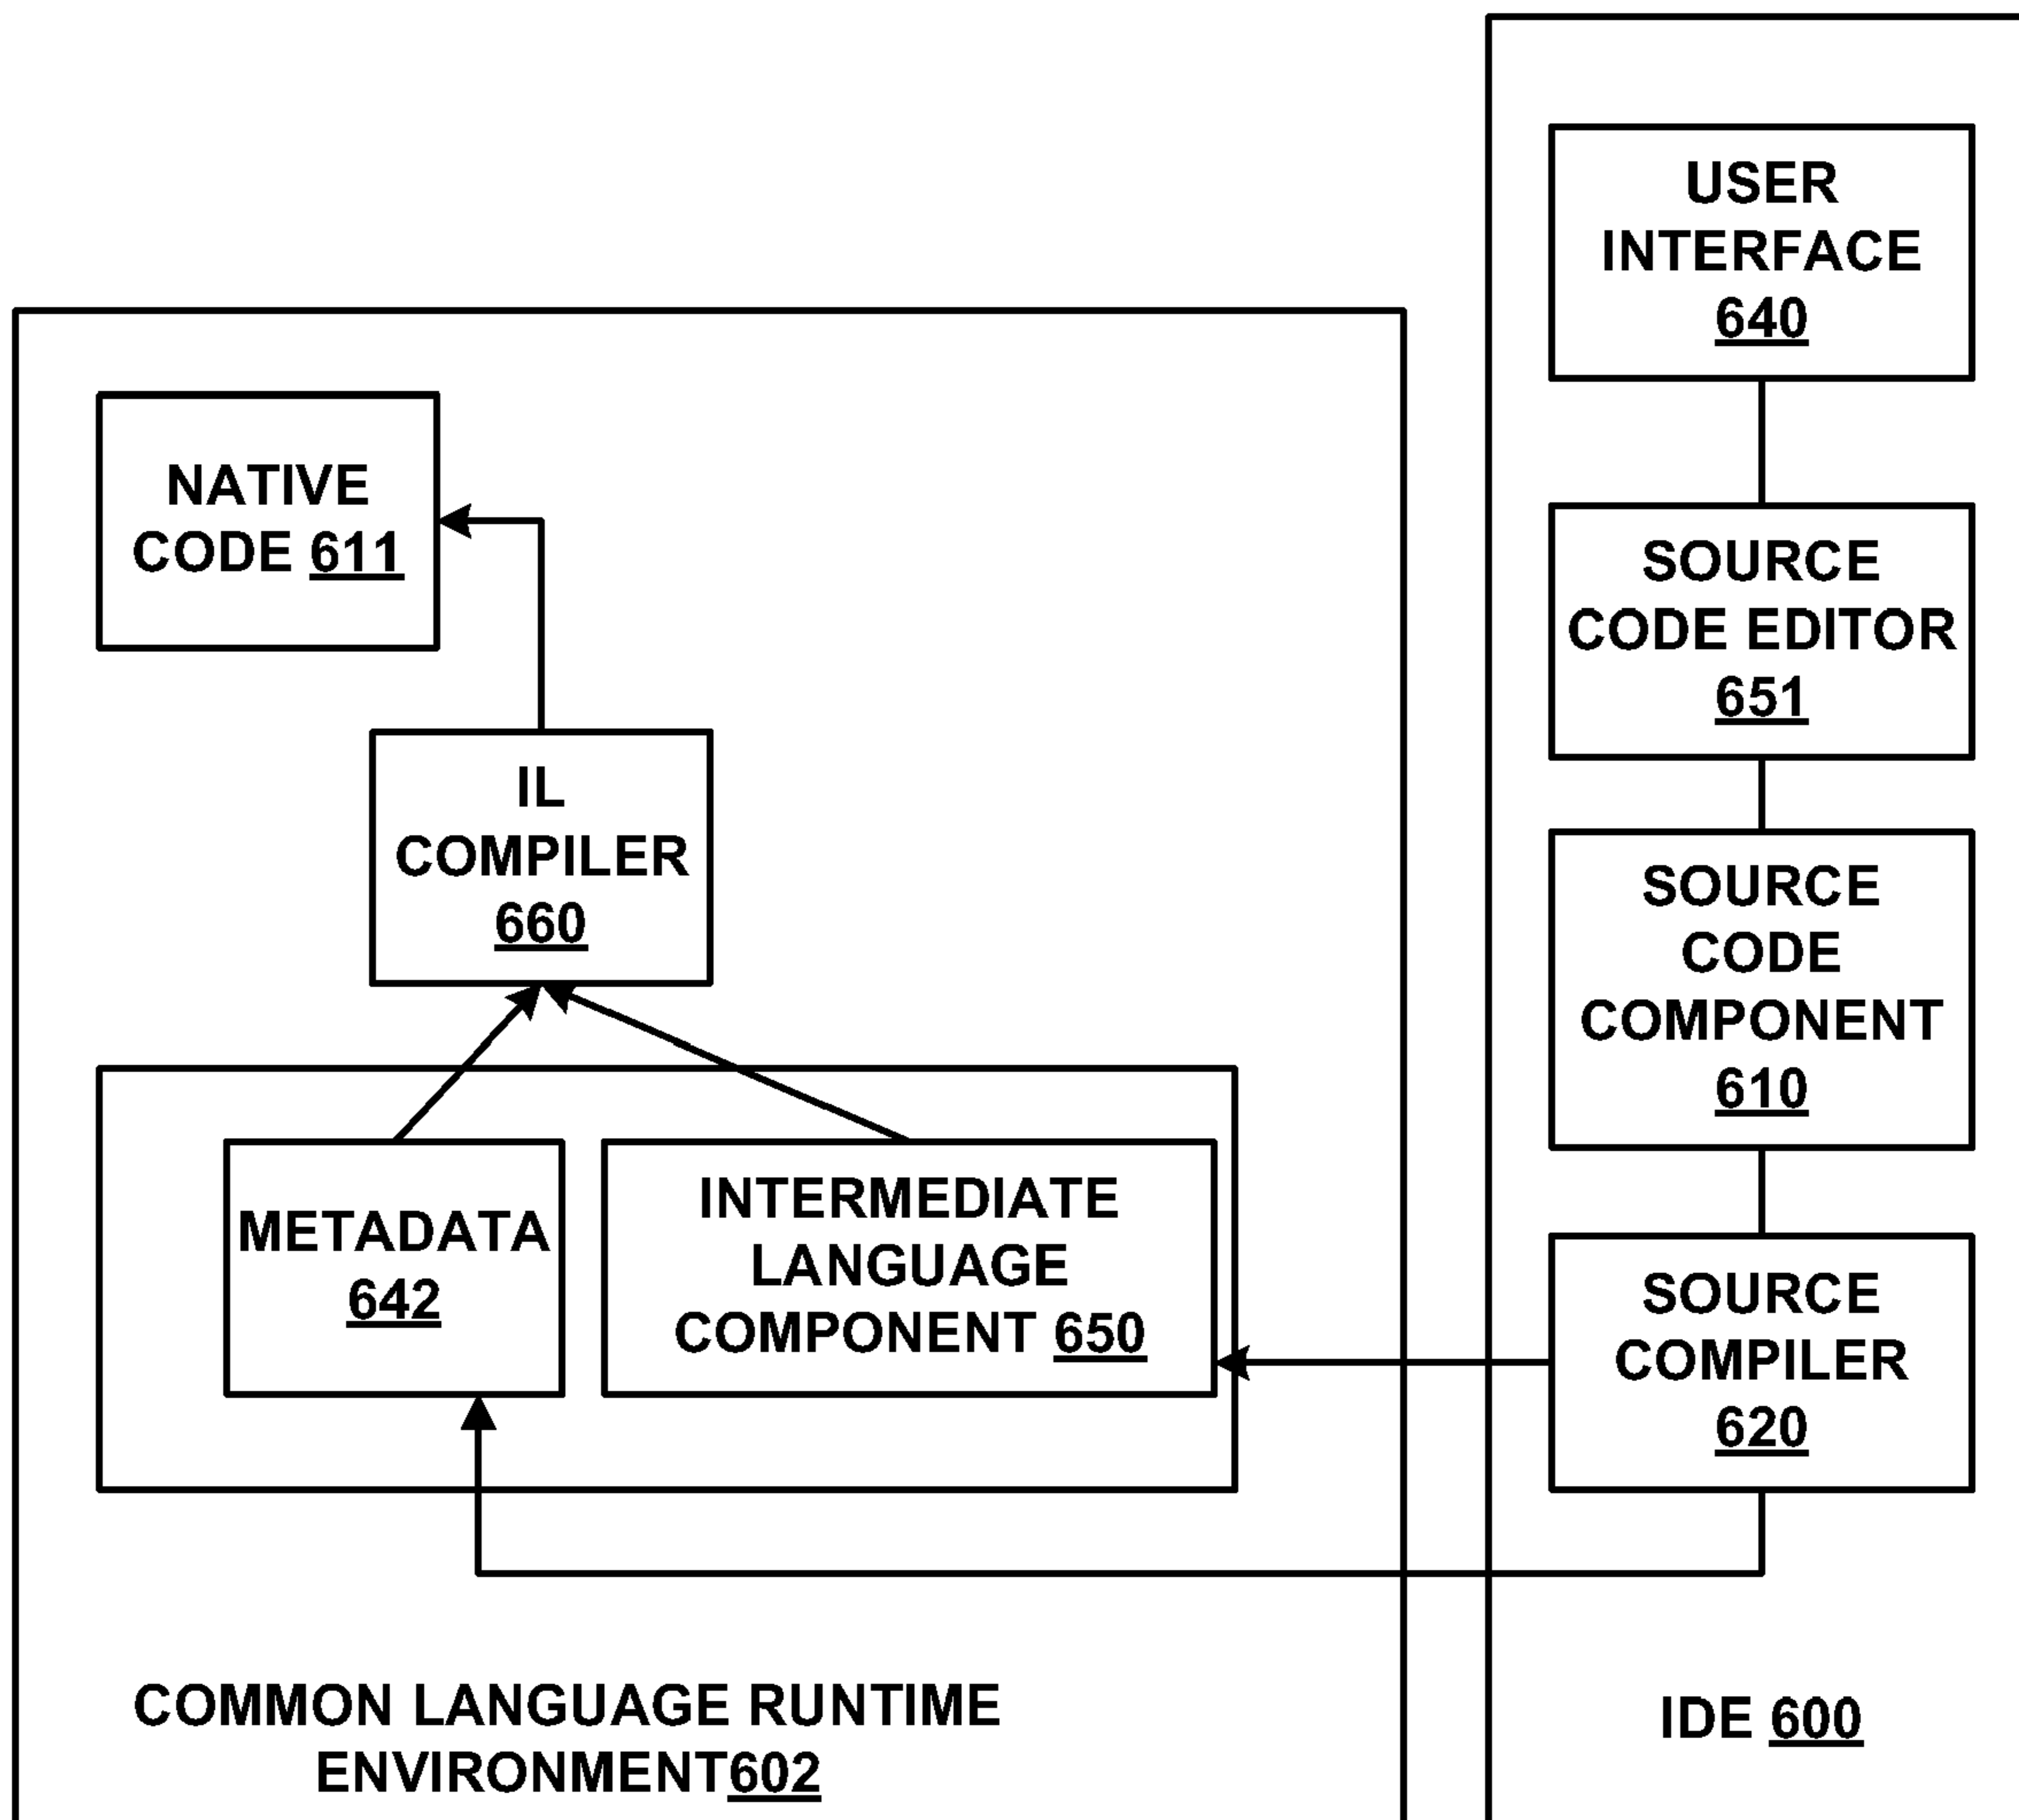 USER
INTERFACE
640
NATIVE
CODE 611
SOURCE
CODE EDITOR
651
IL
COMPILER
660
SOURCE
CODE
COMPONENT
610
METADATA
642
INTERMEDIATE
LANGUAGE
COMPONENT 650
SOURCE
COMPILER
620
COMMON LANGUAGE RUNTIME
ENVIRONMENT602
IDE 600